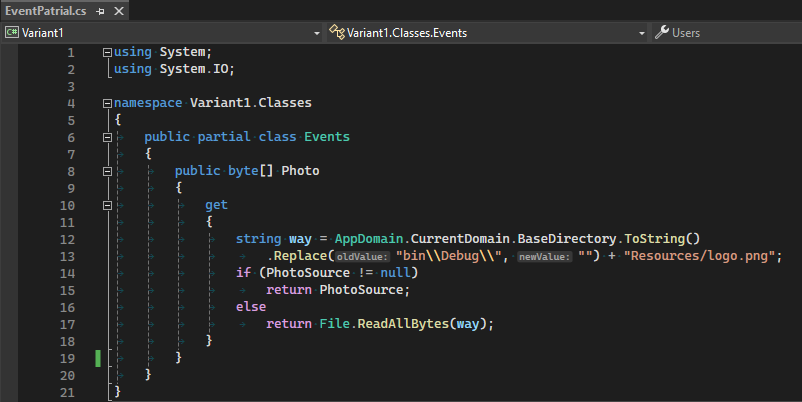 EventPatrial.cs
Variant1 Variant1.Classes.Events Users
1 using System;
2 using System.IO;
3
4 namespace Variant1.Classes
5 {
6 public partial class Events
7 {
8 public byte[] Photo
9 {
10 get
11 {
12 string way = AppDomain.CurrentDomain.BaseDirectory.ToString()
13 .Replace(oldValue: "bin\\Debug\\", newValue: "") + "Resources/logo.png";
14 if (PhotoSource != null)
15 return PhotoSource;
16 else
17 return File.ReadAllBytes(way);
18 }
19 }
20 }
21 }